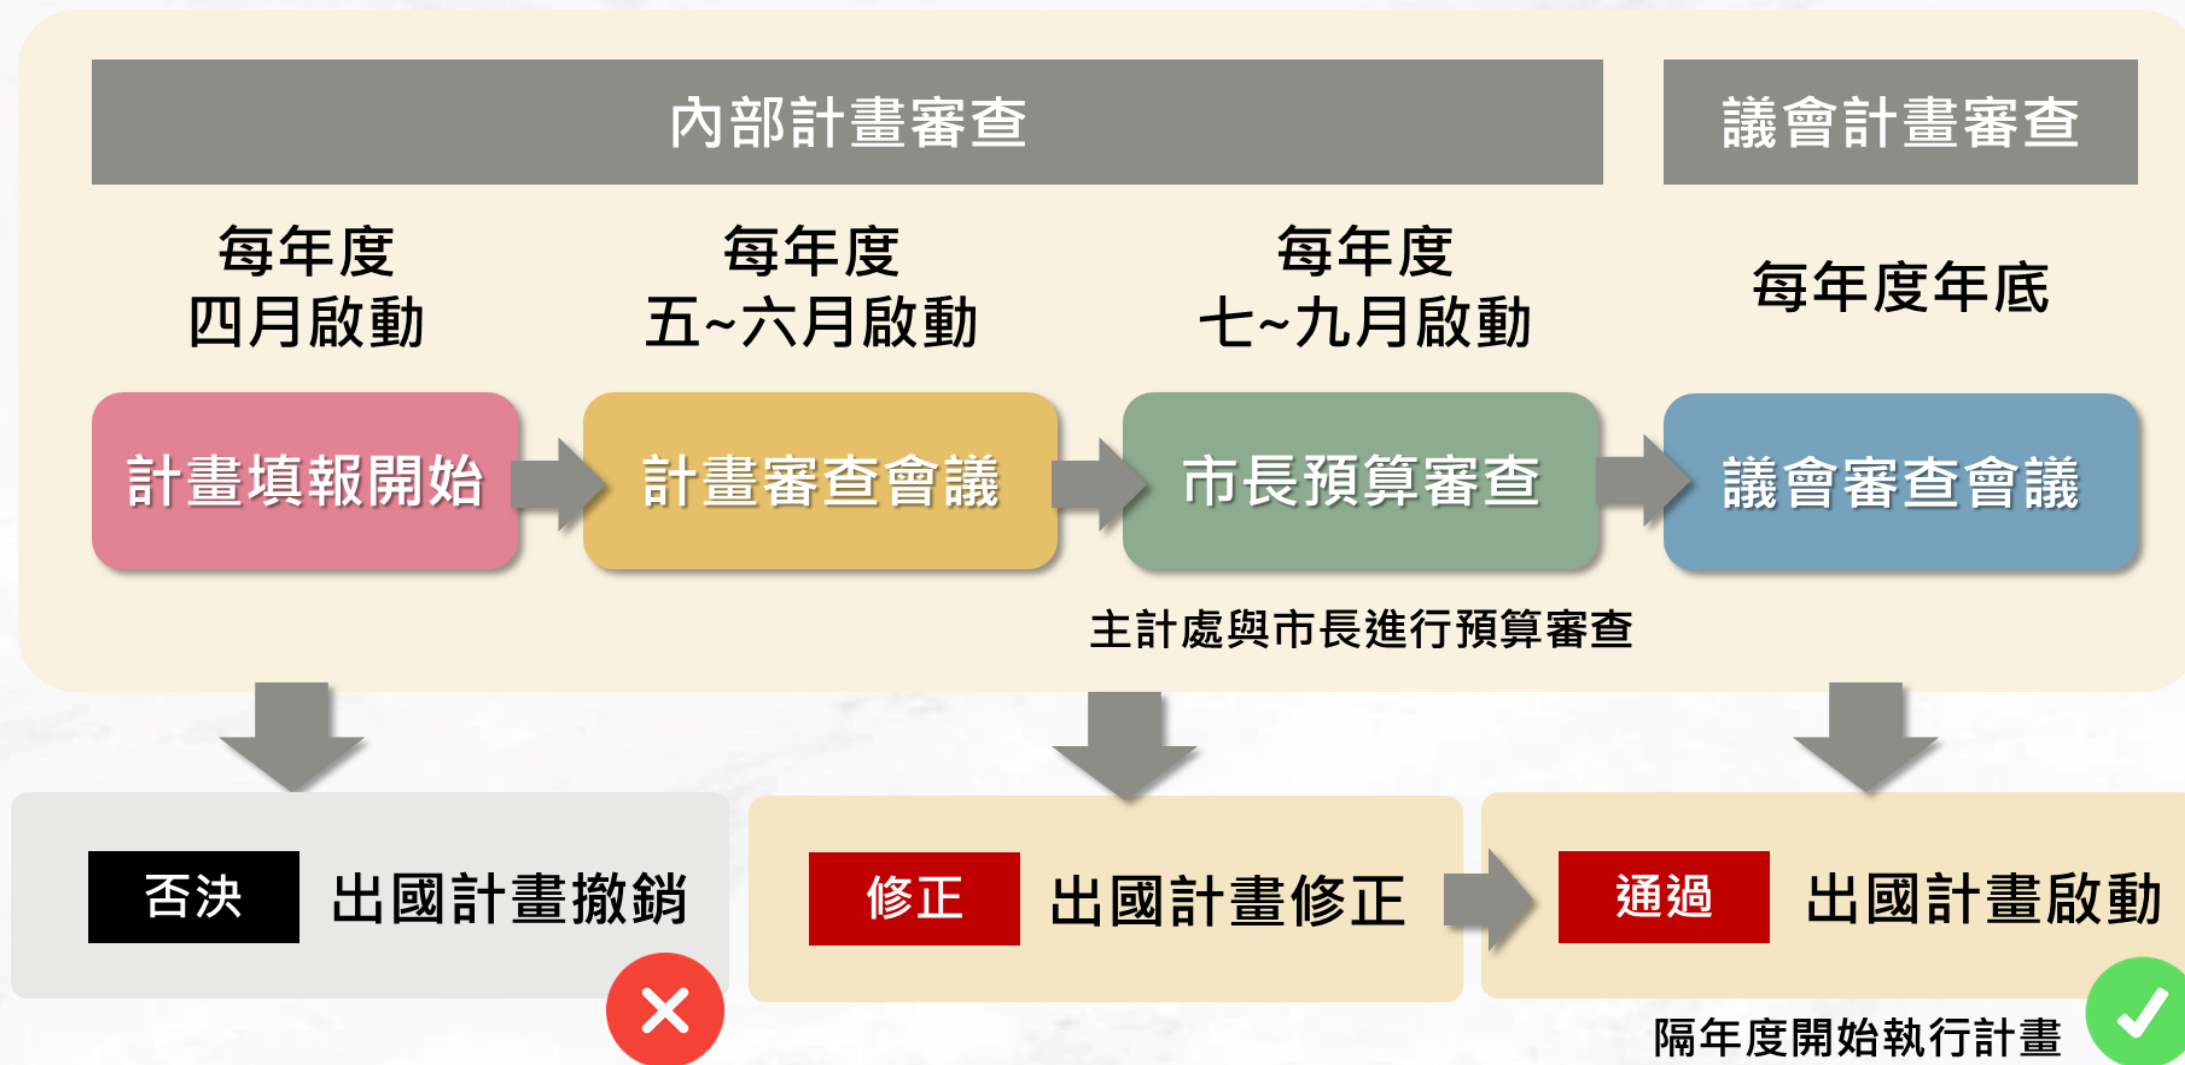 內部計畫審查
議會計畫審查
每年度
四月啟動
每年度
五~六月啟動
每年度
七~九月啟動
每年度年底
計畫填報開始
計畫審查會議
市長預算審查
議會審查會議
主計處與市長進行預算審查
否決
出國計畫撤銷
修正
出國計畫修正
通過
出國計畫啟動
隔年度開始執行計畫